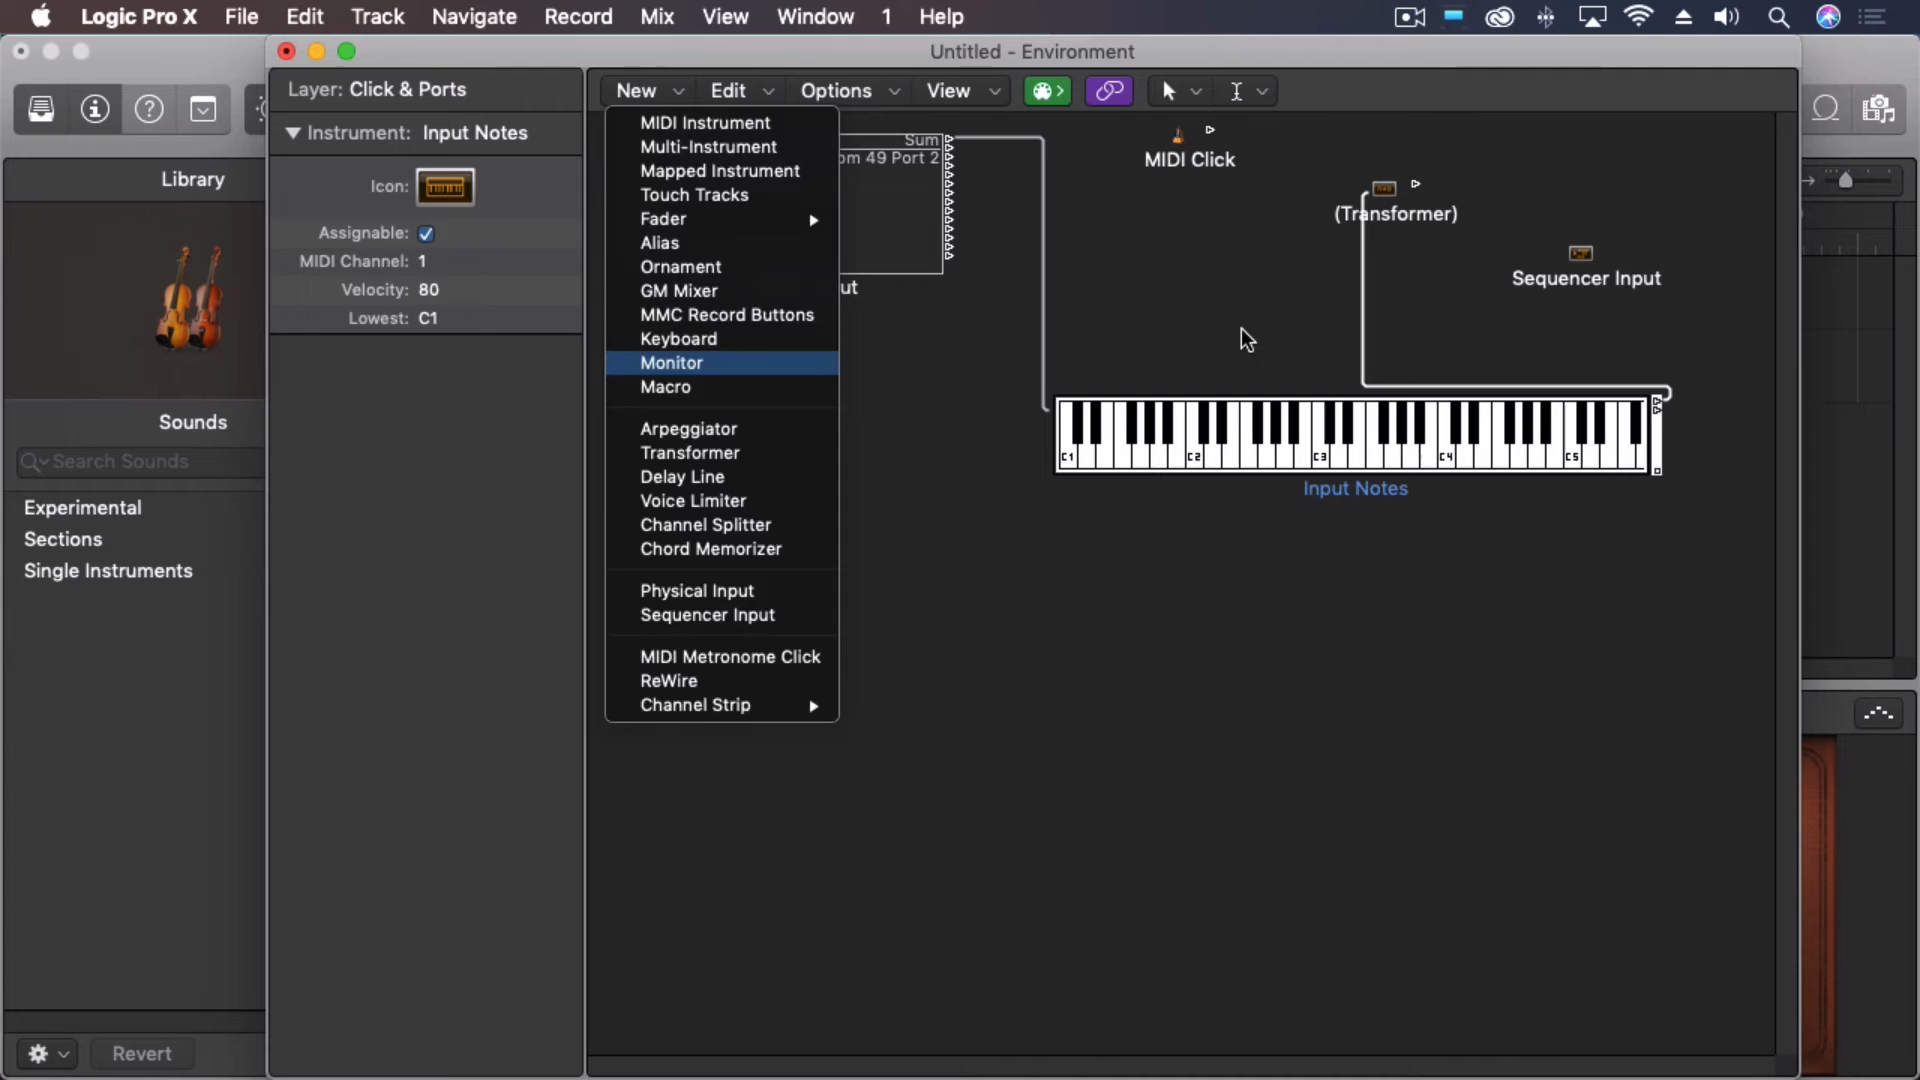 Logic Pro X File Edit Track Navigate Record Mix View Window 1 Help
Untitled - Environment
Layer: Click & Ports
New Edit Options View
Instrument: Input Notes
Icon:
Assignable:
MIDI Channel: 1
Velocity: 80
Lowest: C1
Library
Sounds
Search Sounds
Experimental
Sections
Single Instruments
Revert
MIDI Instrument
Multi-Instrument
Mapped Instrument
Touch Tracks
Fader
Alias
Ornament
GM Mixer
MMC Record Buttons
Keyboard
Monitor
Macro
Arpeggiator
Transformer
Delay Line
Voice Limiter
Channel Splitter
Chord Memorizer
Physical Input
Sequencer Input
MIDI Metronome Click
ReWire
Channel Strip
Sum
om 49 Port 2
ut
MIDI Click
(Transformer)
Sequencer Input
C1 C2 C3 C4 C5
Input Notes